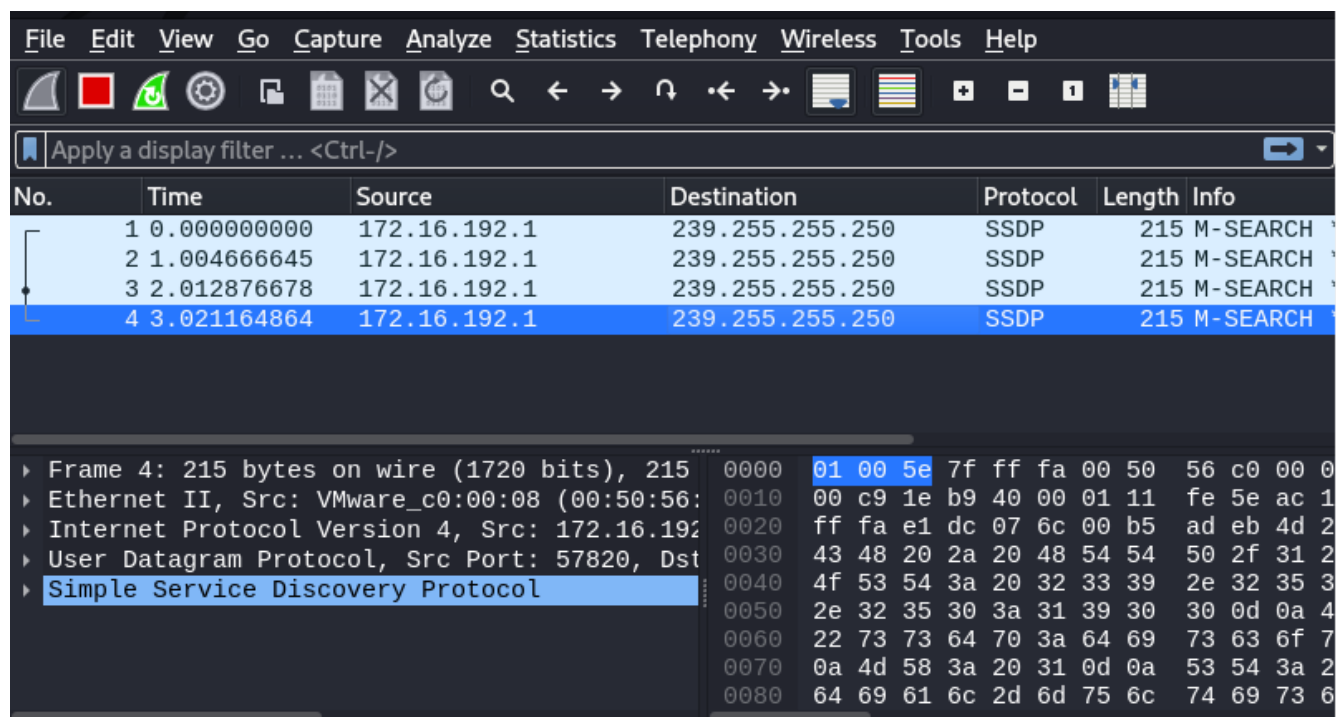 File Edit View Go Capture Analyze Statistics Telephony Wireless Tools Help
1
Apply a display filter ... <Ctrl-/>
No. Time Source Destination Protocol Length Info
1 0.000000000 172.16.192.1 239.255.255.250 SSDP 215 M-SEARCH
2 1.004666645 172.16.192.1 239.255.255.250 SSDP 215 M-SEARCH
3 2.012876678 172.16.192.1 239.255.255.250 SSDP 215 M-SEARCH
4 3.021164864 172.16.192.1 239.255.255.250 SSDP 215 M-SEARCH
Frame 4: 215 bytes on wire (1720 bits), 215
Ethernet II, Src: VMware_c0:00:08 (00:50:56:
Internet Protocol Version 4, Src: 172.16.192
User Datagram Protocol, Src Port: 57820, Dst
Simple Service Discovery Protocol
0000 01 00 5e 7f ff fa 00 50 56 c0 00 0
0010 00 c9 1e b9 40 00 01 11 fe 5e ac 1
0020 ff fa e1 dc 07 6c 00 b5 ad eb 4d 2
0030 43 48 20 2a 20 48 54 54 50 2f 31 2
0040 4f 53 54 3a 20 32 33 39 2e 32 35 3
0050 2e 32 35 30 3a 31 39 30 30 0d 0a 4
0060 22 73 73 64 70 3a 64 69 73 63 6f 7
0070 0a 4d 58 3a 20 31 0d 0a 53 54 3a 2
0080 64 69 61 6c 2d 6d 75 6c 74 69 73 6